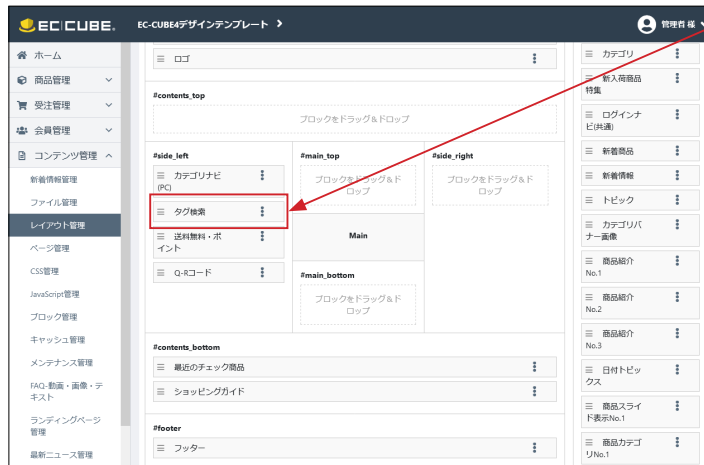 EC CUBE.
EC-CUBE4デザインテンプレート
管理者 様
ホーム
商品管理
受注管理
会員管理
コンテンツ管理
新着情報管理
ファイル管理
レイアウト管理
ページ管理
CSS管理
JavaScript管理
ブロック管理
キャッシュ管理
メンテナンス管理
FAQ-動画・画像・テ
キスト
ランディングページ
管理
最新ニュース管理
ロゴ
#contents_top
ブロックをドラッグ＆ドロップ
#side_left
カテゴリナビ
(PC)
タグ検索
送料無料・ポ
イント
Q-Rコード
#main_top
ブロックをドラッグ＆ド
ロップ
Main
#main_bottom
ブロックをドラッグ＆ド
ロップ
#side_right
ブロックをドラッグ＆ド
ロップ
#contents_bottom
最近のチェック商品
ショッピングガイド
#footer
フッター
カテゴリ
新入荷商品
特集
ログインナ
ビ(共通)
新着商品
新着情報
トピック
カテゴリバ
ナー画像
商品紹介
No.1
商品紹介
No.2
商品紹介
No.3
日付トピッ
クス
商品スライ
ド表示No.1
商品カテゴ
リNo.1